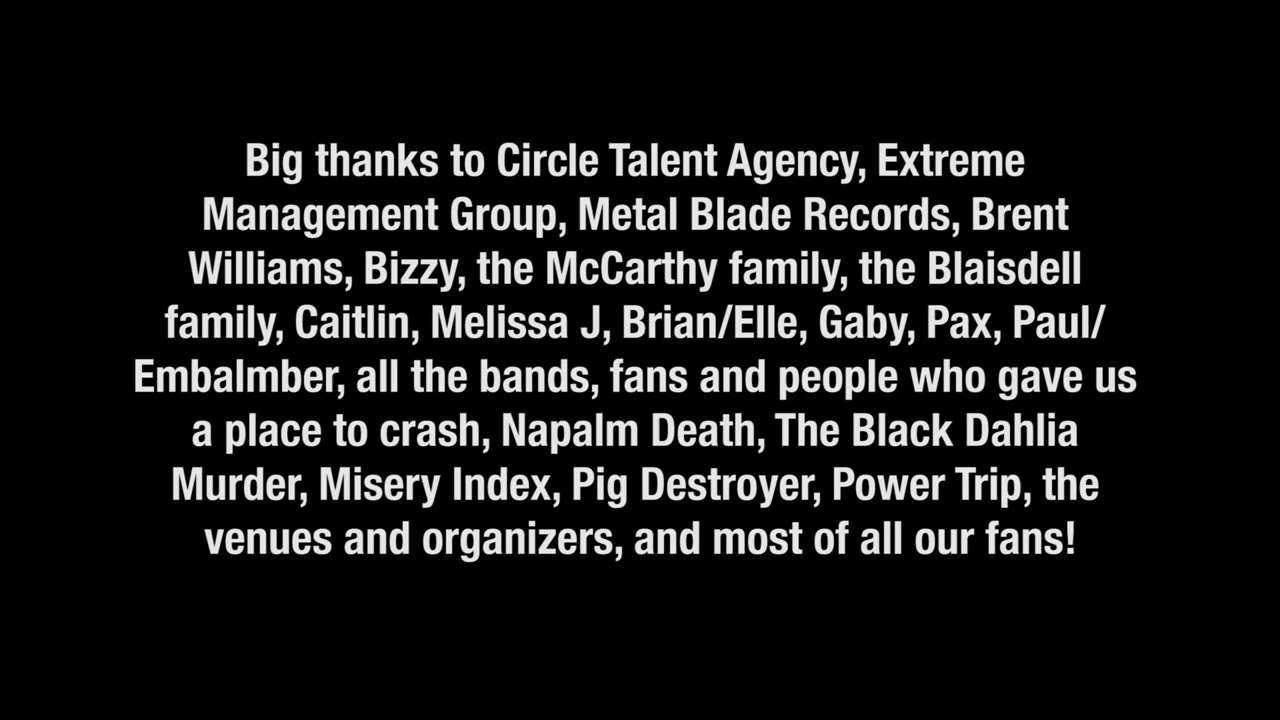 Big thanks to Circle Talent Agency, Extreme
Management Group, Metal Blade Records, Brent
Williams, Bizzy, the McCarthy family, the Blaisdell
family, Caitlin, Melissa J, Brian/Elle, Gaby, Pax, Paul/
Embalmber, all the bands, fans and people who gave us
a place to crash, Napalm Death, The Black Dahlia
Murder, Misery Index, Pig Destroyer, Power Trip, the
venues and organizers, and most of all our fans!